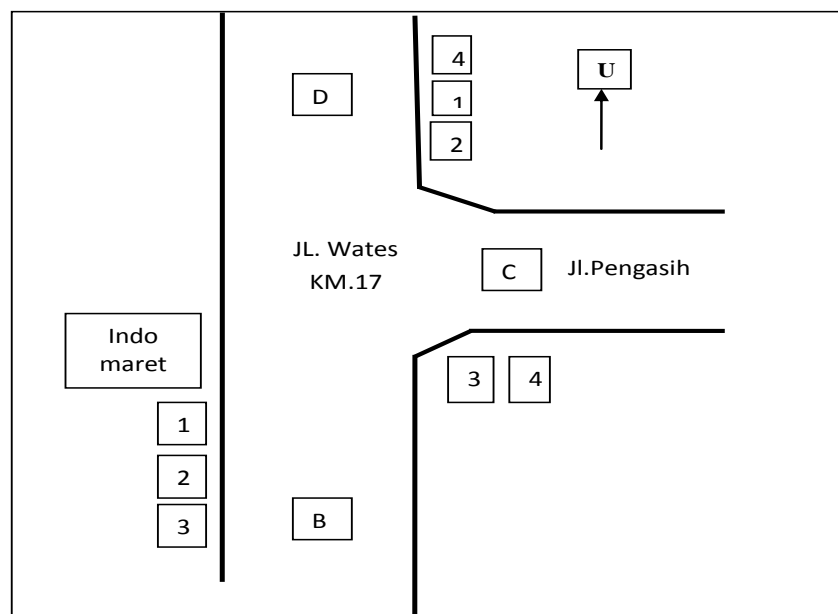 4
U
D
1
2
JL. Wates
KM.17
C
Jl.Pengasih
Indo
maret
3
4
1
2
3
B